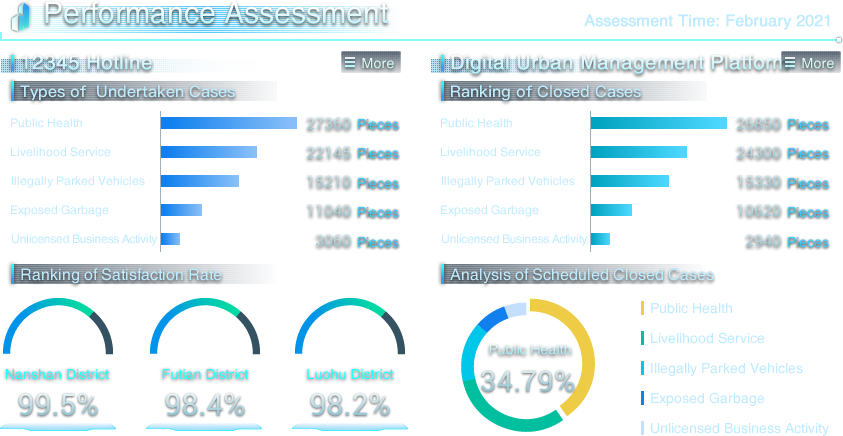 Performance Assessment
Assessment Time: February 2021
12345 Hotline
More
Types of Undertaken Cases
Public Health 27360 Pieces
Livelihood Service 22145 Pieces
Illegally Parked Vehicles 15210 Pieces
Exposed Garbage 11040 Pieces
Unlicensed Business Activity 3060 Pieces
Ranking of Satisfaction Rate
Nanshan District
99.5%
Futian District
98.4%
Luohu District
98.2%
Digital Urban Management Platform
More
Ranking of Closed Cases
Public Health 26850 Pieces
Livelihood Service 24300 Pieces
Illegally Parked Vehicles 15330 Pieces
Exposed Garbage 10620 Pieces
Unlicensed Business Activity 2940 Pieces
Analysis of Scheduled Closed Cases
Public Health
34.79%
Public Health
Livelihood Service
Illegally Parked Vehicles
Exposed Garbage
Unlicensed Business Activity